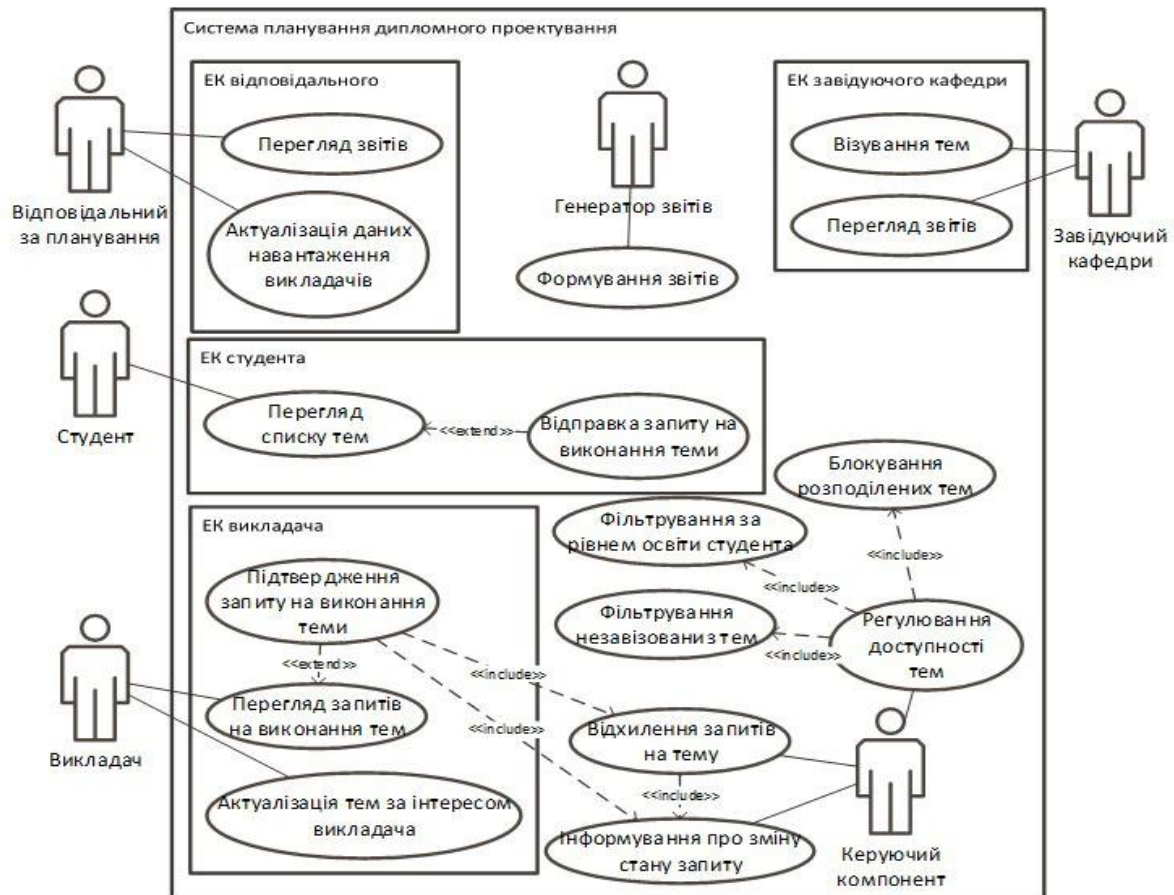 Система планування дипломного проектування
ЕК відповідального
Перегляд звітів
Актуалізація даних
навантаження
викладачів
Відповідальний
за планування
Генератор звітів
Формування звітів
ЕК завідуючого кафедри
Візування тем
Перегляд звітів
Завідуючий
кафедри
ЕК студента
Перегляд
списку тем
<<extend>>
Відправка запиту на
виконання теми
Студент
Блокування
розподілених тем
Фільтрування за
рівнем освіти студента
<<include>>
<<include>>
Фільтрування
незавізованиз тем
<<include>>
Регулювання
доступності
тем
ЕК викладача
Підтвердження
запиту на виконання
теми
<<extend>>
<<include>>
<<include>>
Перегляд запитів
на виконання тем
Викладач
Актуалізація тем за інтересом
викладача
Відхилення запитів
на тему
<<include>>
Інформування про зміну
стану запиту
Керуючий
компонент